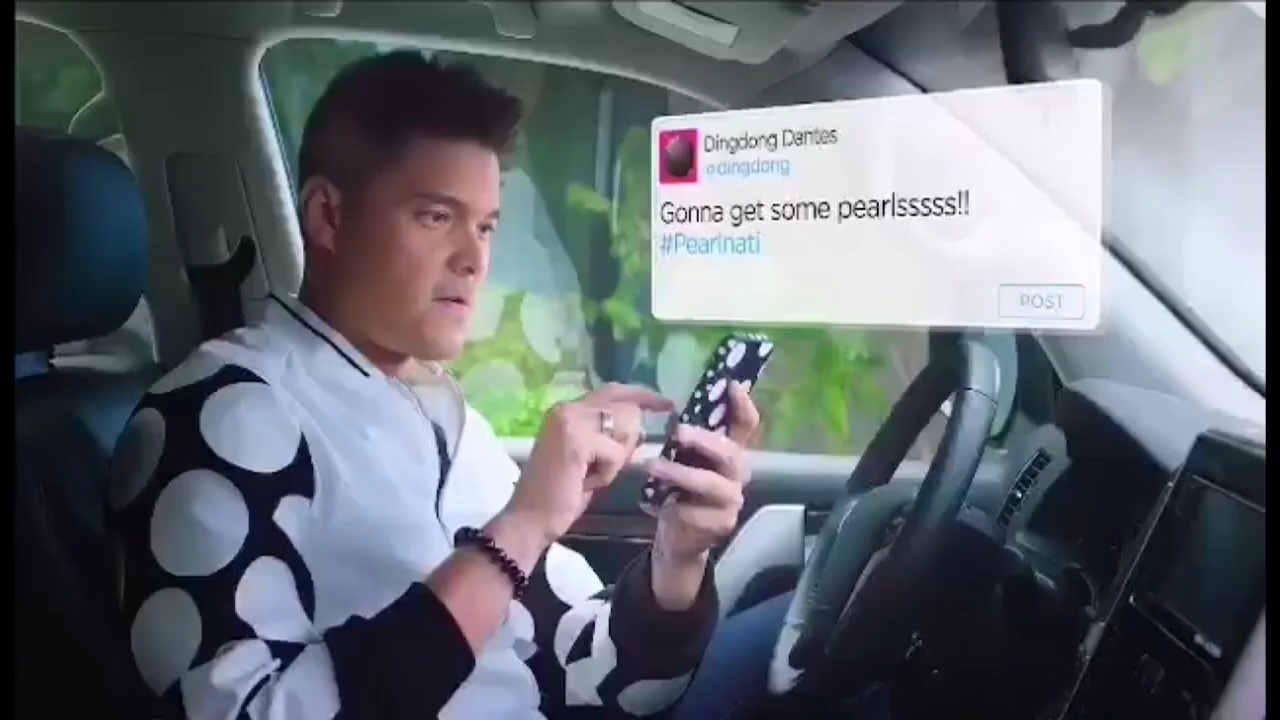 Dingdong Dantes
@dingdong
Gonna get some pearlsssss!!
#Pearlnati
POST